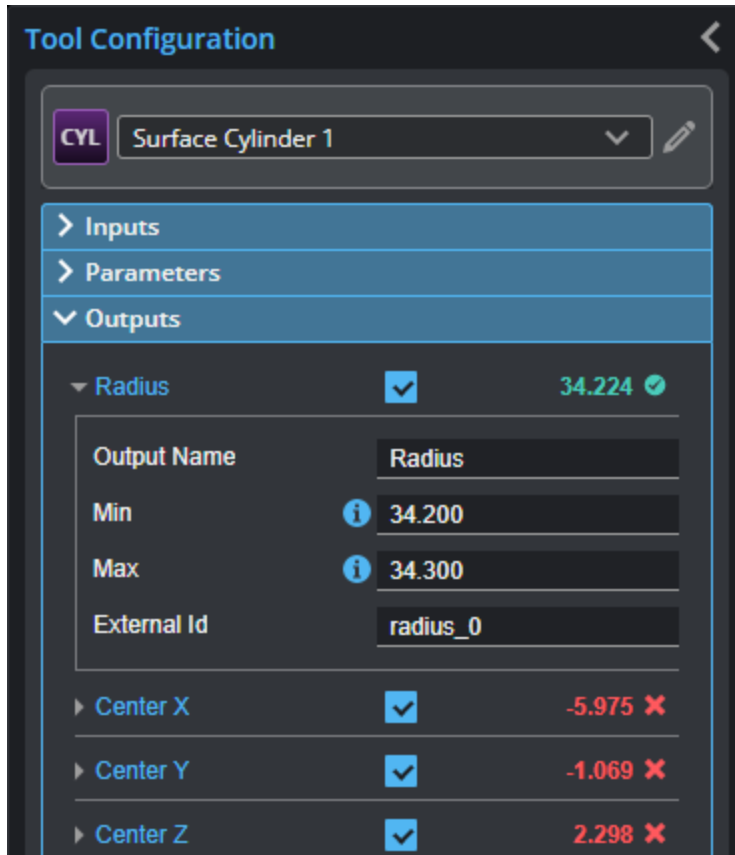 Tool Configuration
CYL Surface Cylinder 1
Inputs
Parameters
Outputs
Radius 34.224
Output Name Radius
Min 34.200
Max 34.300
External Id radius_0
Center X -5.975
Center Y -1.069
Center Z 2.298